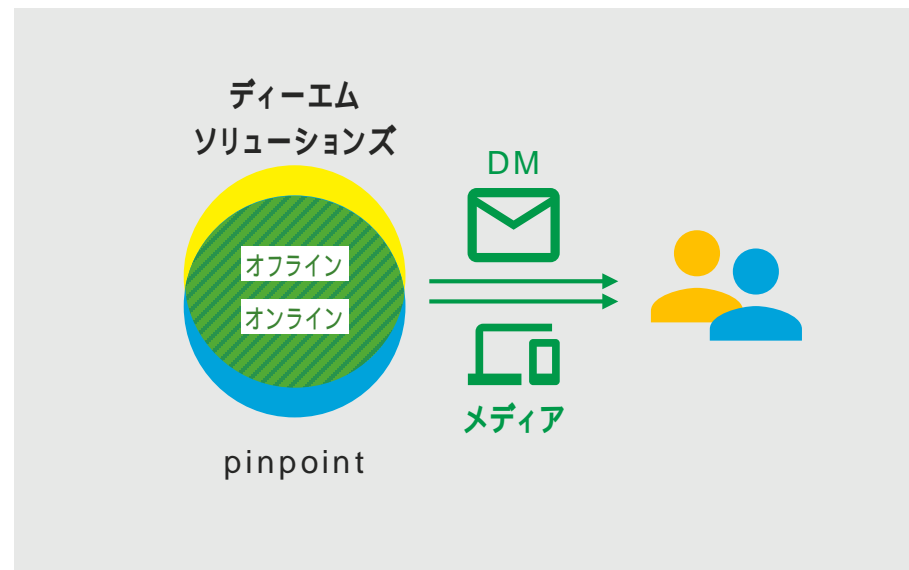 ディーエム
ソリューションズ
オフライン
オンライン
pinpoint
DM
メディア